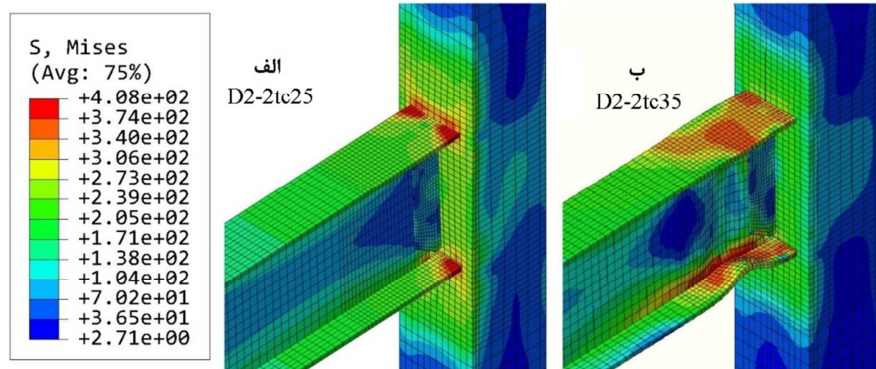 S, Mises
(Avg: 75%)
+4.08e+02
+3.74e+02
+3.40e+02
+3.06e+02
+2.73e+02
+2.39e+02
+2.05e+02
+1.71e+02
+1.38e+02
+1.04e+02
+7.02e+01
+3.65e+01
+2.71e+00
الف
D2-2tc25
ب
D2-2tc35